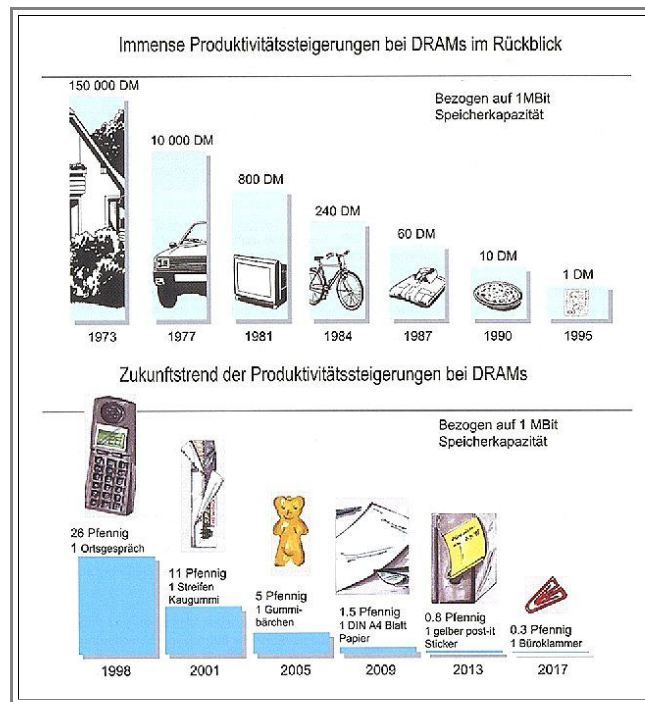 Immense Produktivitätssteigerungen bei DRAMs im Rückblick
150 000 DM
Bezogen auf 1MBit
Speicherkapazität
10 000 DM
800 DM
240 DM
60 DM
10 DM
1 DM
1973
1977
1981
1984
1987
1990
1995
Zukunftstrend der Produktivitätssteigerungen bei DRAMs
Bezogen auf 1 MBit
Speicherkapazität
26 Pfennig
1 Ortsgespräch
11 Pfennig
1 Streifen
Kaugummi
5 Pfennig
1 Gummi-
bärchen
1.5 Pfennig
1 DIN A4 Blatt
Papier
0.8 Pfennig
1 gelber post-it
Sticker
0.3 Pfennig
1 Büroklammer
1998
2001
2005
2009
2013
2017